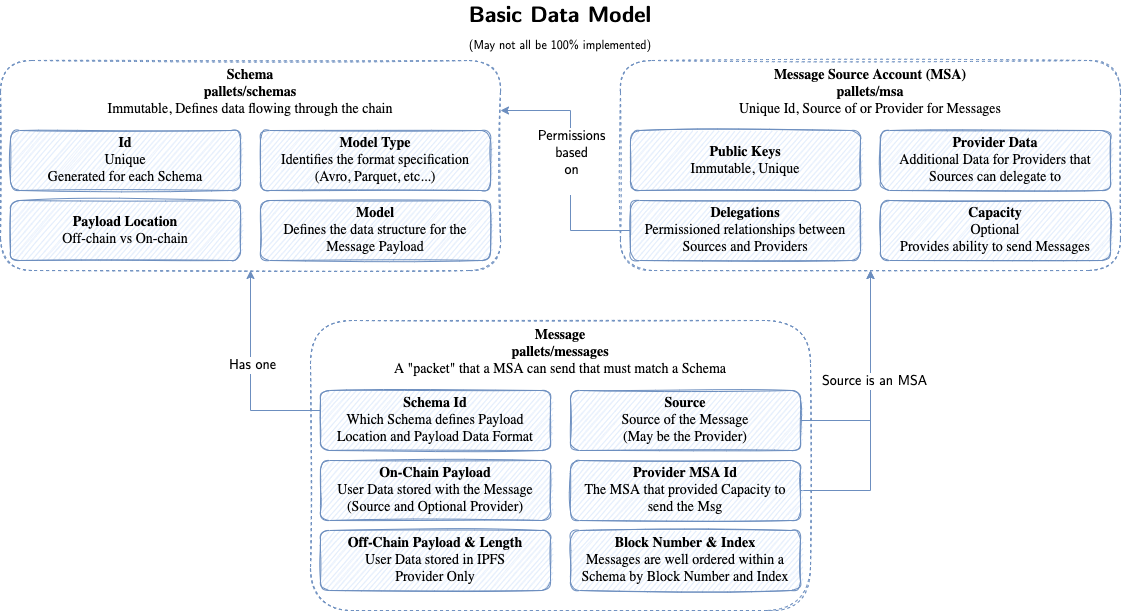 Basic Data Model
(May not all be 100% implemented)
Schema
pallets/schemas
Immutable, Defines data flowing through the chain
Id
Unique
Generated for each Schema
Model Type
Identifies the format specification
(Avro, Parquet, etc...)
Payload Location
Off-chain vs On-chain
Model
Defines the data structure for the
Message Payload
Permissions
based
on
Message Source Account (MSA)
pallets/msa
Unique Id, Source of or Provider for Messages
Public Keys
Immutable, Unique
Provider Data
Additional Data for Providers that
Sources can delegate to
Delegations
Permissioned relationships between
Sources and Providers
Capacity
Optional
Provides ability to send Messages
Has one
Source is an MSA
Message
pallets/messages
A "packet" that a MSA can send that must match a Schema
Schema Id
Which Schema defines Payload
Location and Payload Data Format
Source
Source of the Message
(May be the Provider)
On-Chain Payload
User Data stored with the Message
(Source and Optional Provider)
Provider MSA Id
The MSA that provided Capacity to
send the Msg
Off-Chain Payload & Length
User Data stored in IPFS
Provider Only
Block Number & Index
Messages are well ordered within a
Schema by Block Number and Index